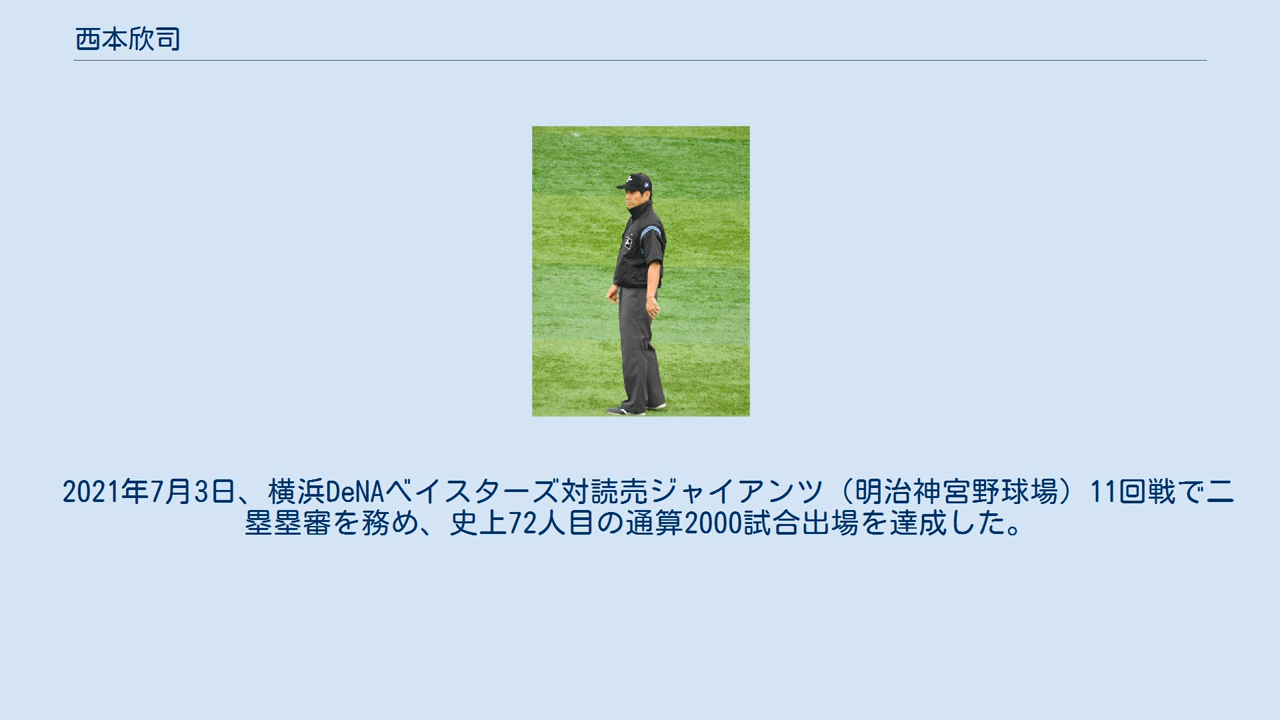 西本欣司
2021年7月3日、横浜DeNAベイスターズ対読売ジャイアンツ（明治神宮野球場）11回戦で二
塁塁審を務め、史上72人目の通算2000試合出場を達成した。